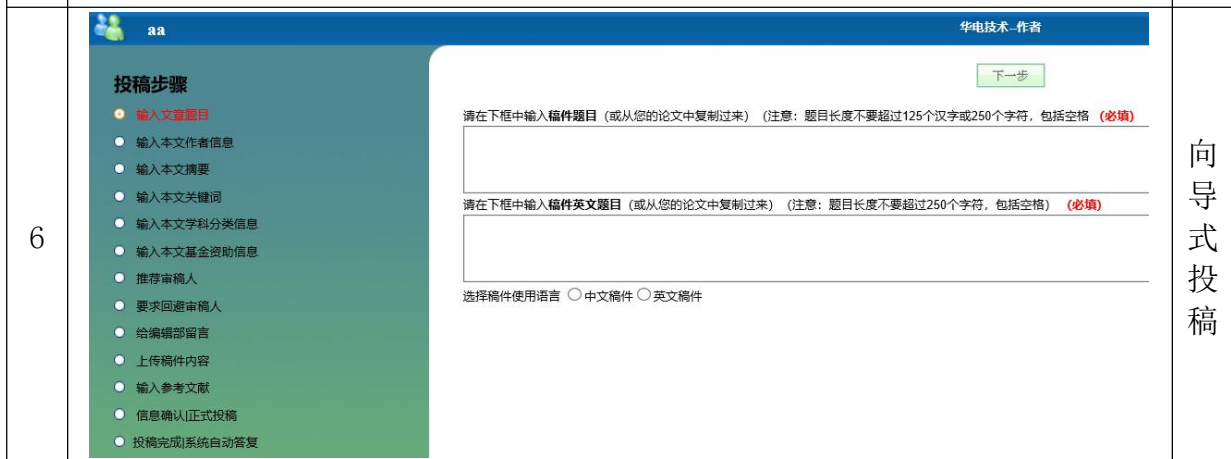 6
aa
华电技术--作者
投稿步骤
输入文章题目
输入本文作者信息
输入本文摘要
输入本文关键词
输入本文学科分类信息
输入本文基金资助信息
推荐审稿人
要求回避审稿人
给编辑部留言
上传稿件内容
输入参考文献
信息确认|正式投稿
投稿完成|系统自动答复
下一步
请在下框中输入稿件题目（或从您的论文中复制过来）（注意：题目长度不要超过125个汉字或250个字符，包括空格 (必填)
请在下框中输入稿件英文题目（或从您的论文中复制过来）（注意：题目长度不要超过250个字符，包括空格） (必填)
选择稿件使用语言 中文稿件 英文稿件
向
导
式
投
稿